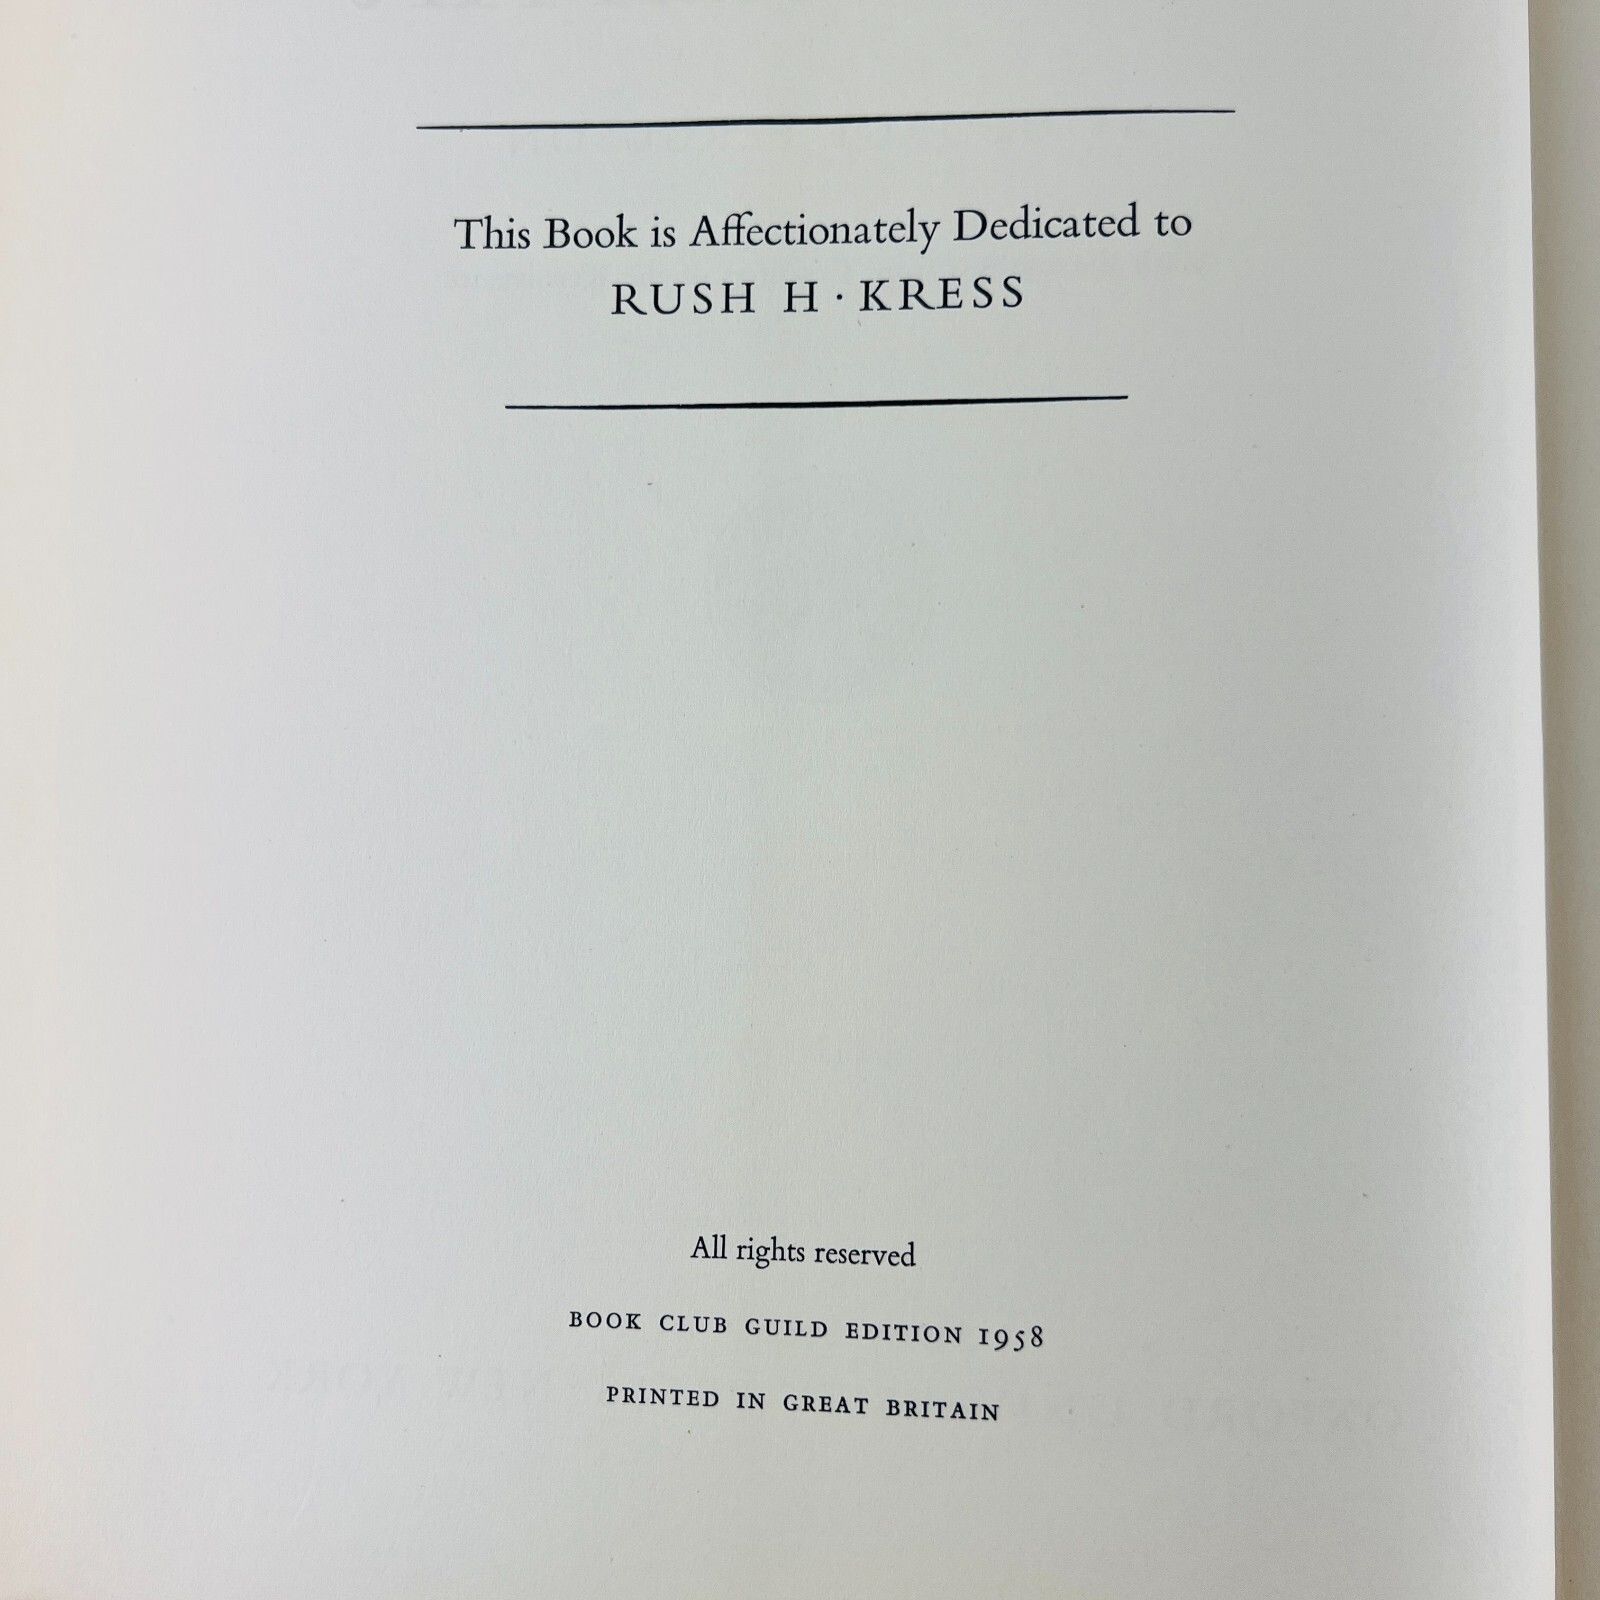 This Book is Affectionately Dedicated to
RUSH H · KRESS
All rights reserved
BOOK CLUB GUILD EDITION 1958
PRINTED IN GREAT BRITAIN